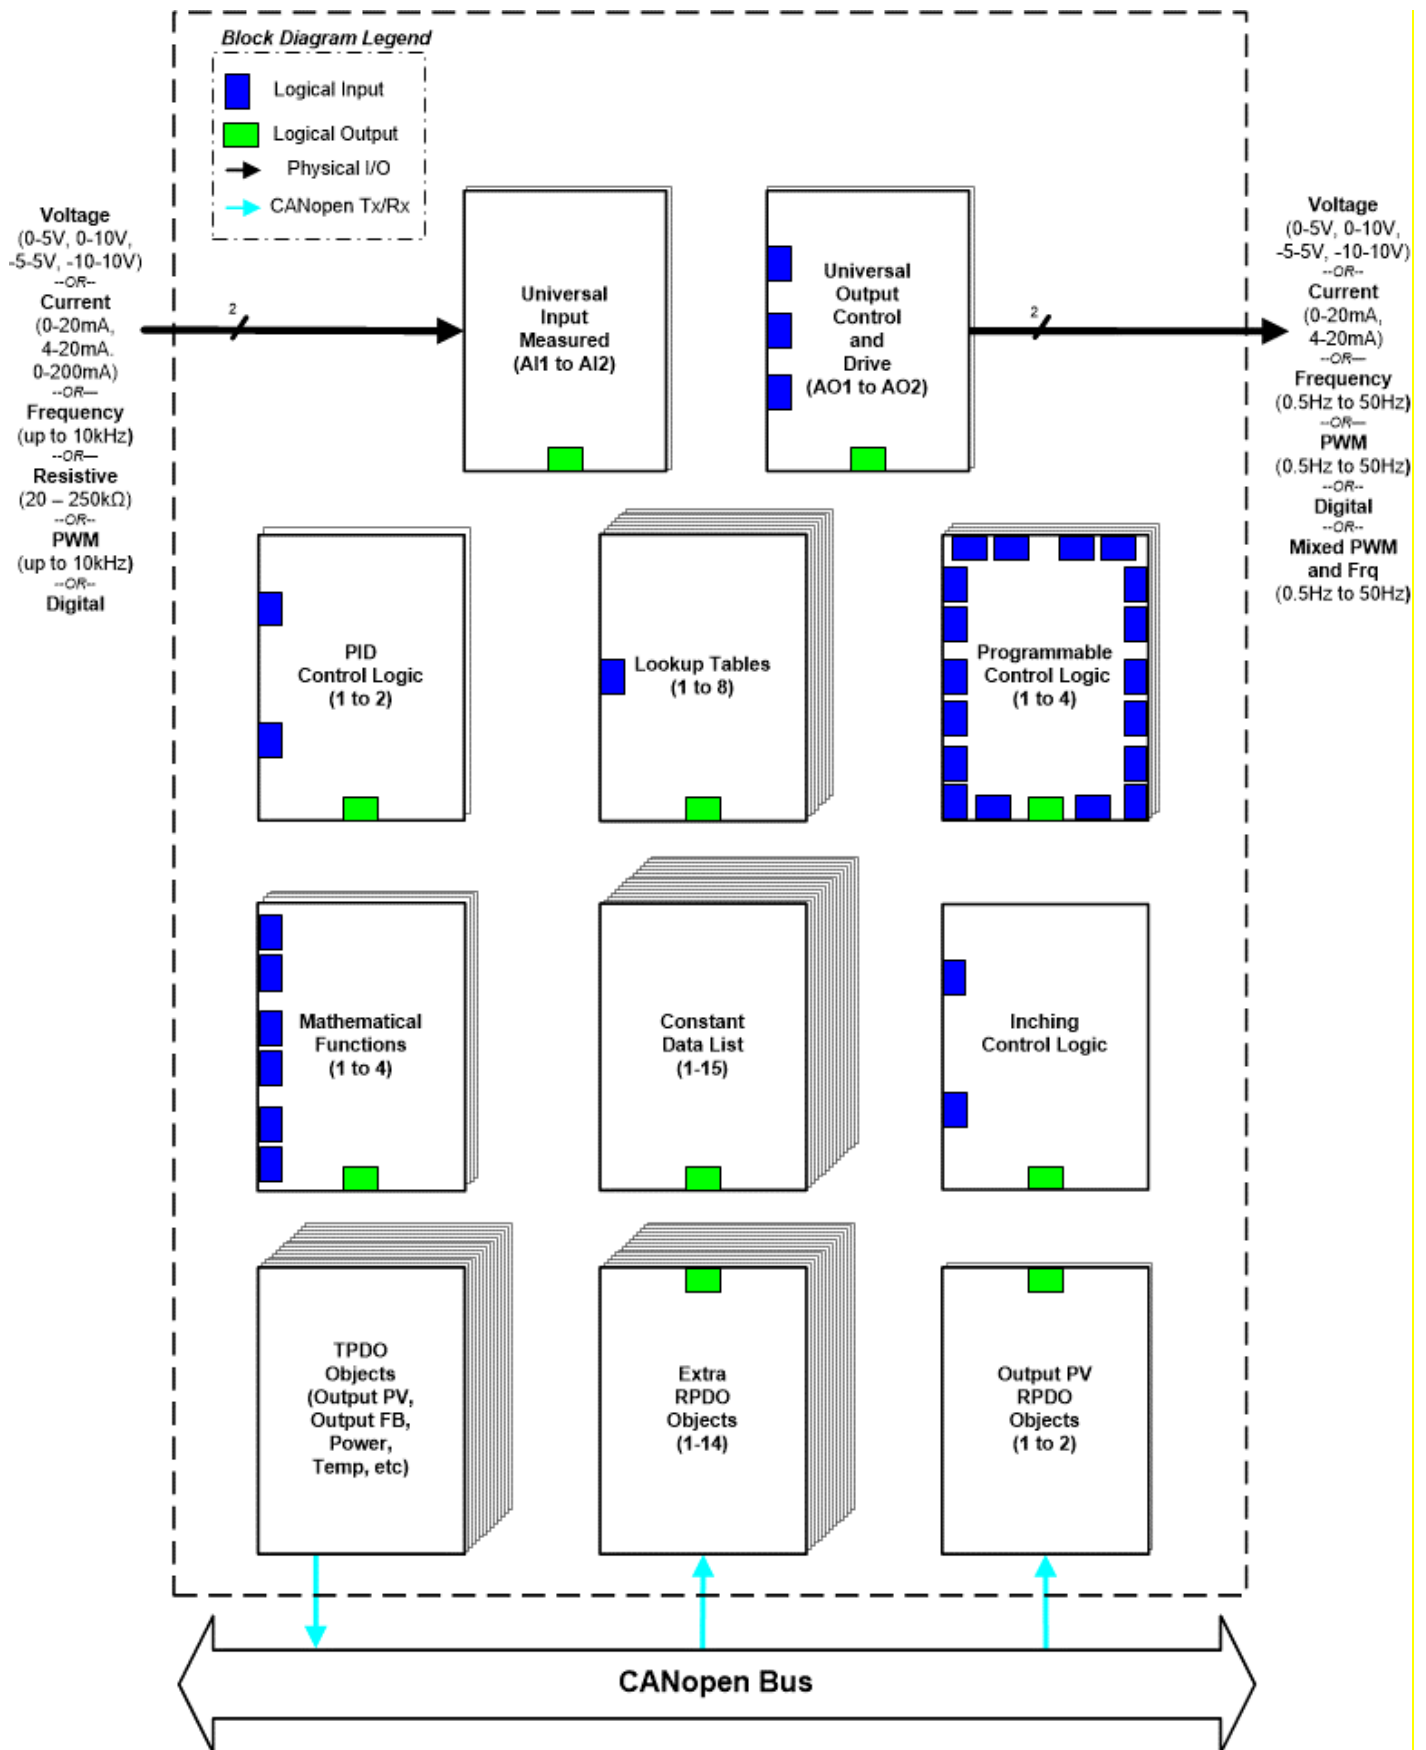 Block Diagram Legend
Logical Input
Logical Output
Physical I/O
CANopen Tx/Rx
Voltage
(0-5V, 0-10V,
-5-5V, -10-10V)
--OR--
Current
(0-20mA,
4-20mA.
0-200mA)
--OR—
Frequency
(up to 10kHz)
--OR—
Resistive
(20 – 250kΩ)
--OR--
PWM
(up to 10kHz)
--OR--
Digital
2
Universal
Input
Measured
(AI1 to AI2)
Universal
Output
Control
and
Drive
(AO1 to AO2)
2
Voltage
(0-5V, 0-10V,
-5-5V, -10-10V)
--OR--
Current
(0-20mA,
4-20mA)
--OR—
Frequency
(0.5Hz to 50Hz)
--OR—
PWM
(0.5Hz to 50Hz)
--OR--
Digital
--OR--
Mixed PWM
and Frq
(0.5Hz to 50Hz)
PID
Control Logic
(1 to 2)
Lookup Tables
(1 to 8)
Programmable
Control Logic
(1 to 4)
Mathematical
Functions
(1 to 4)
Constant
Data List
(1-15)
Inching
Control Logic
TPDO
Objects
(Output PV,
Output FB,
Power,
Temp, etc)
Extra
RPDO
Objects
(1-14)
Output PV
RPDO
Objects
(1 to 2)
CANopen Bus